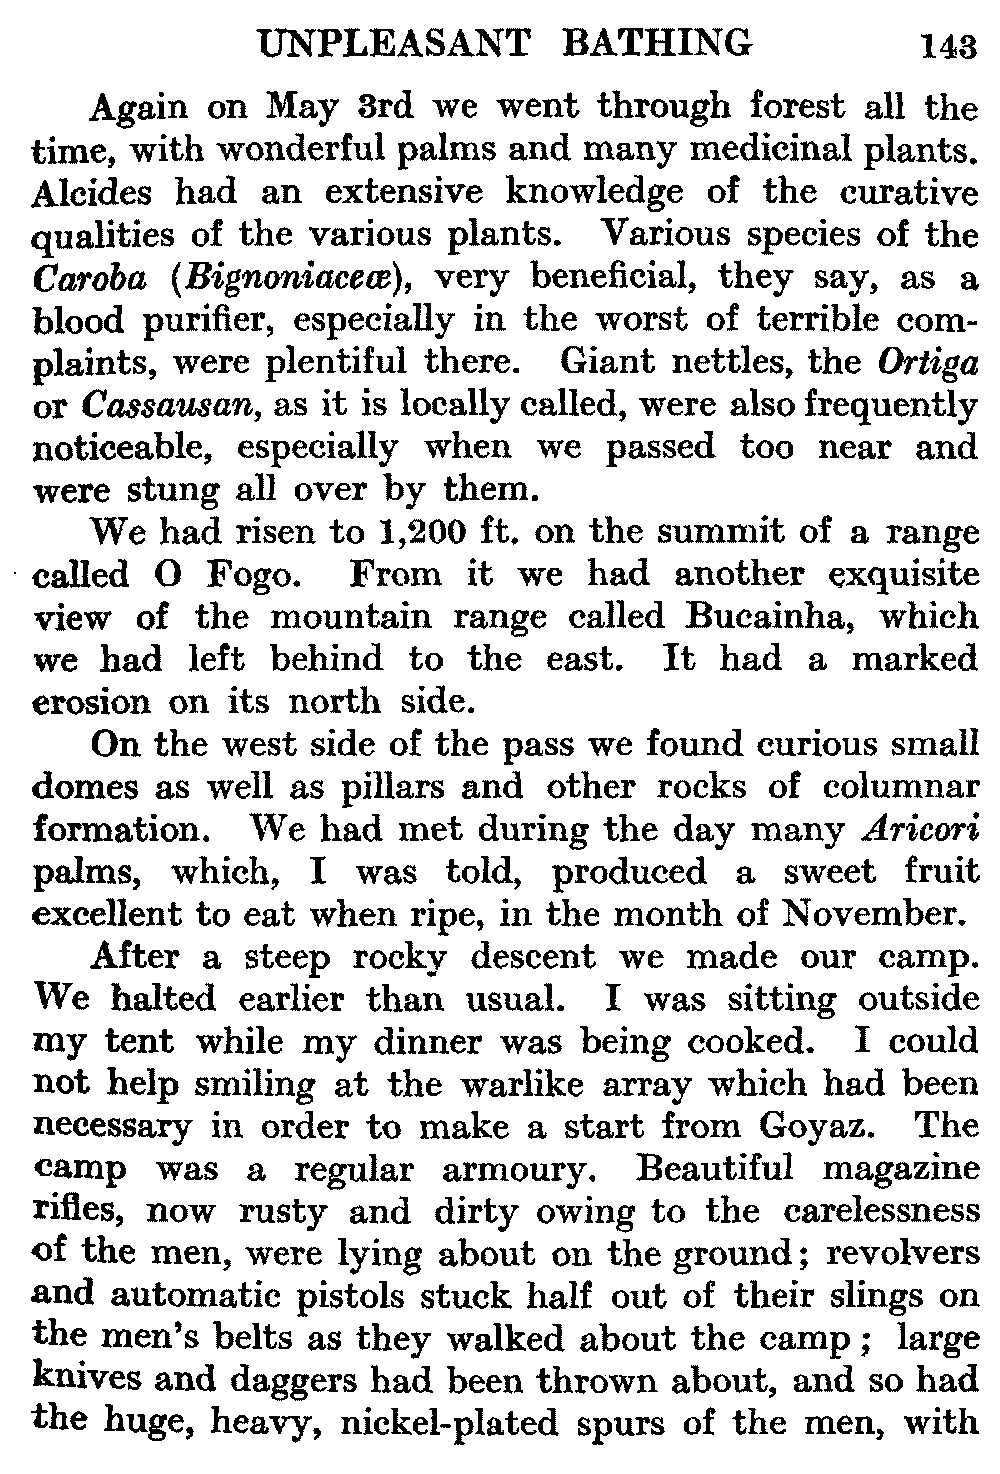 UNPLEASANT BATHING 143
Again on May 3rd we went through forest all the
time, with wonderful palms and many medicinal plants.
Alcides had an extensive knowledge of the curative
qualities of the various plants. Various species of the
Caroba (Bignoniaceæ), very beneficial, they say, as a
blood purifier, especially in the worst of terrible com-
plaints, were plentiful there. Giant nettles, the Ortiga
or Cassausan, as it is locally called, were also frequently
noticeable, especially when we passed too near and
were stung all over by them.
We had risen to 1,200 ft. on the summit of a range
called O Fogo. From it we had another exquisite
view of the mountain range called Bucainha, which
we had left behind to the east. It had a marked
erosion on its north side.
On the west side of the pass we found curious small
domes as well as pillars and other rocks of columnar
formation. We had met during the day many Aricori
palms, which, I was told, produced a sweet fruit
excellent to eat when ripe, in the month of November.
After a steep rocky descent we made our camp.
We halted earlier than usual. I was sitting outside
my tent while my dinner was being cooked. I could
not help smiling at the warlike array which had been
necessary in order to make a start from Goyaz. The
camp was a regular armoury. Beautiful magazine
rifles, now rusty and dirty owing to the carelessness
of the men, were lying about on the ground; revolvers
and automatic pistols stuck half out of their slings on
the men's belts as they walked about the camp; large
knives and daggers had been thrown about, and so had
the huge, heavy, nickel-plated spurs of the men, with